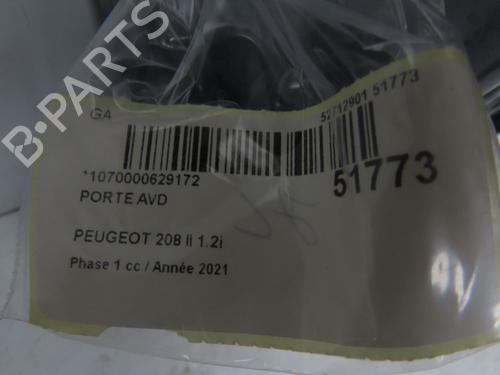 B-PARTS
GA
52712901 51773
*1070000629172
51773
PORTE AVD
PEUGEOT 208 II 1.2i
Phase 1 cc / Année 2021